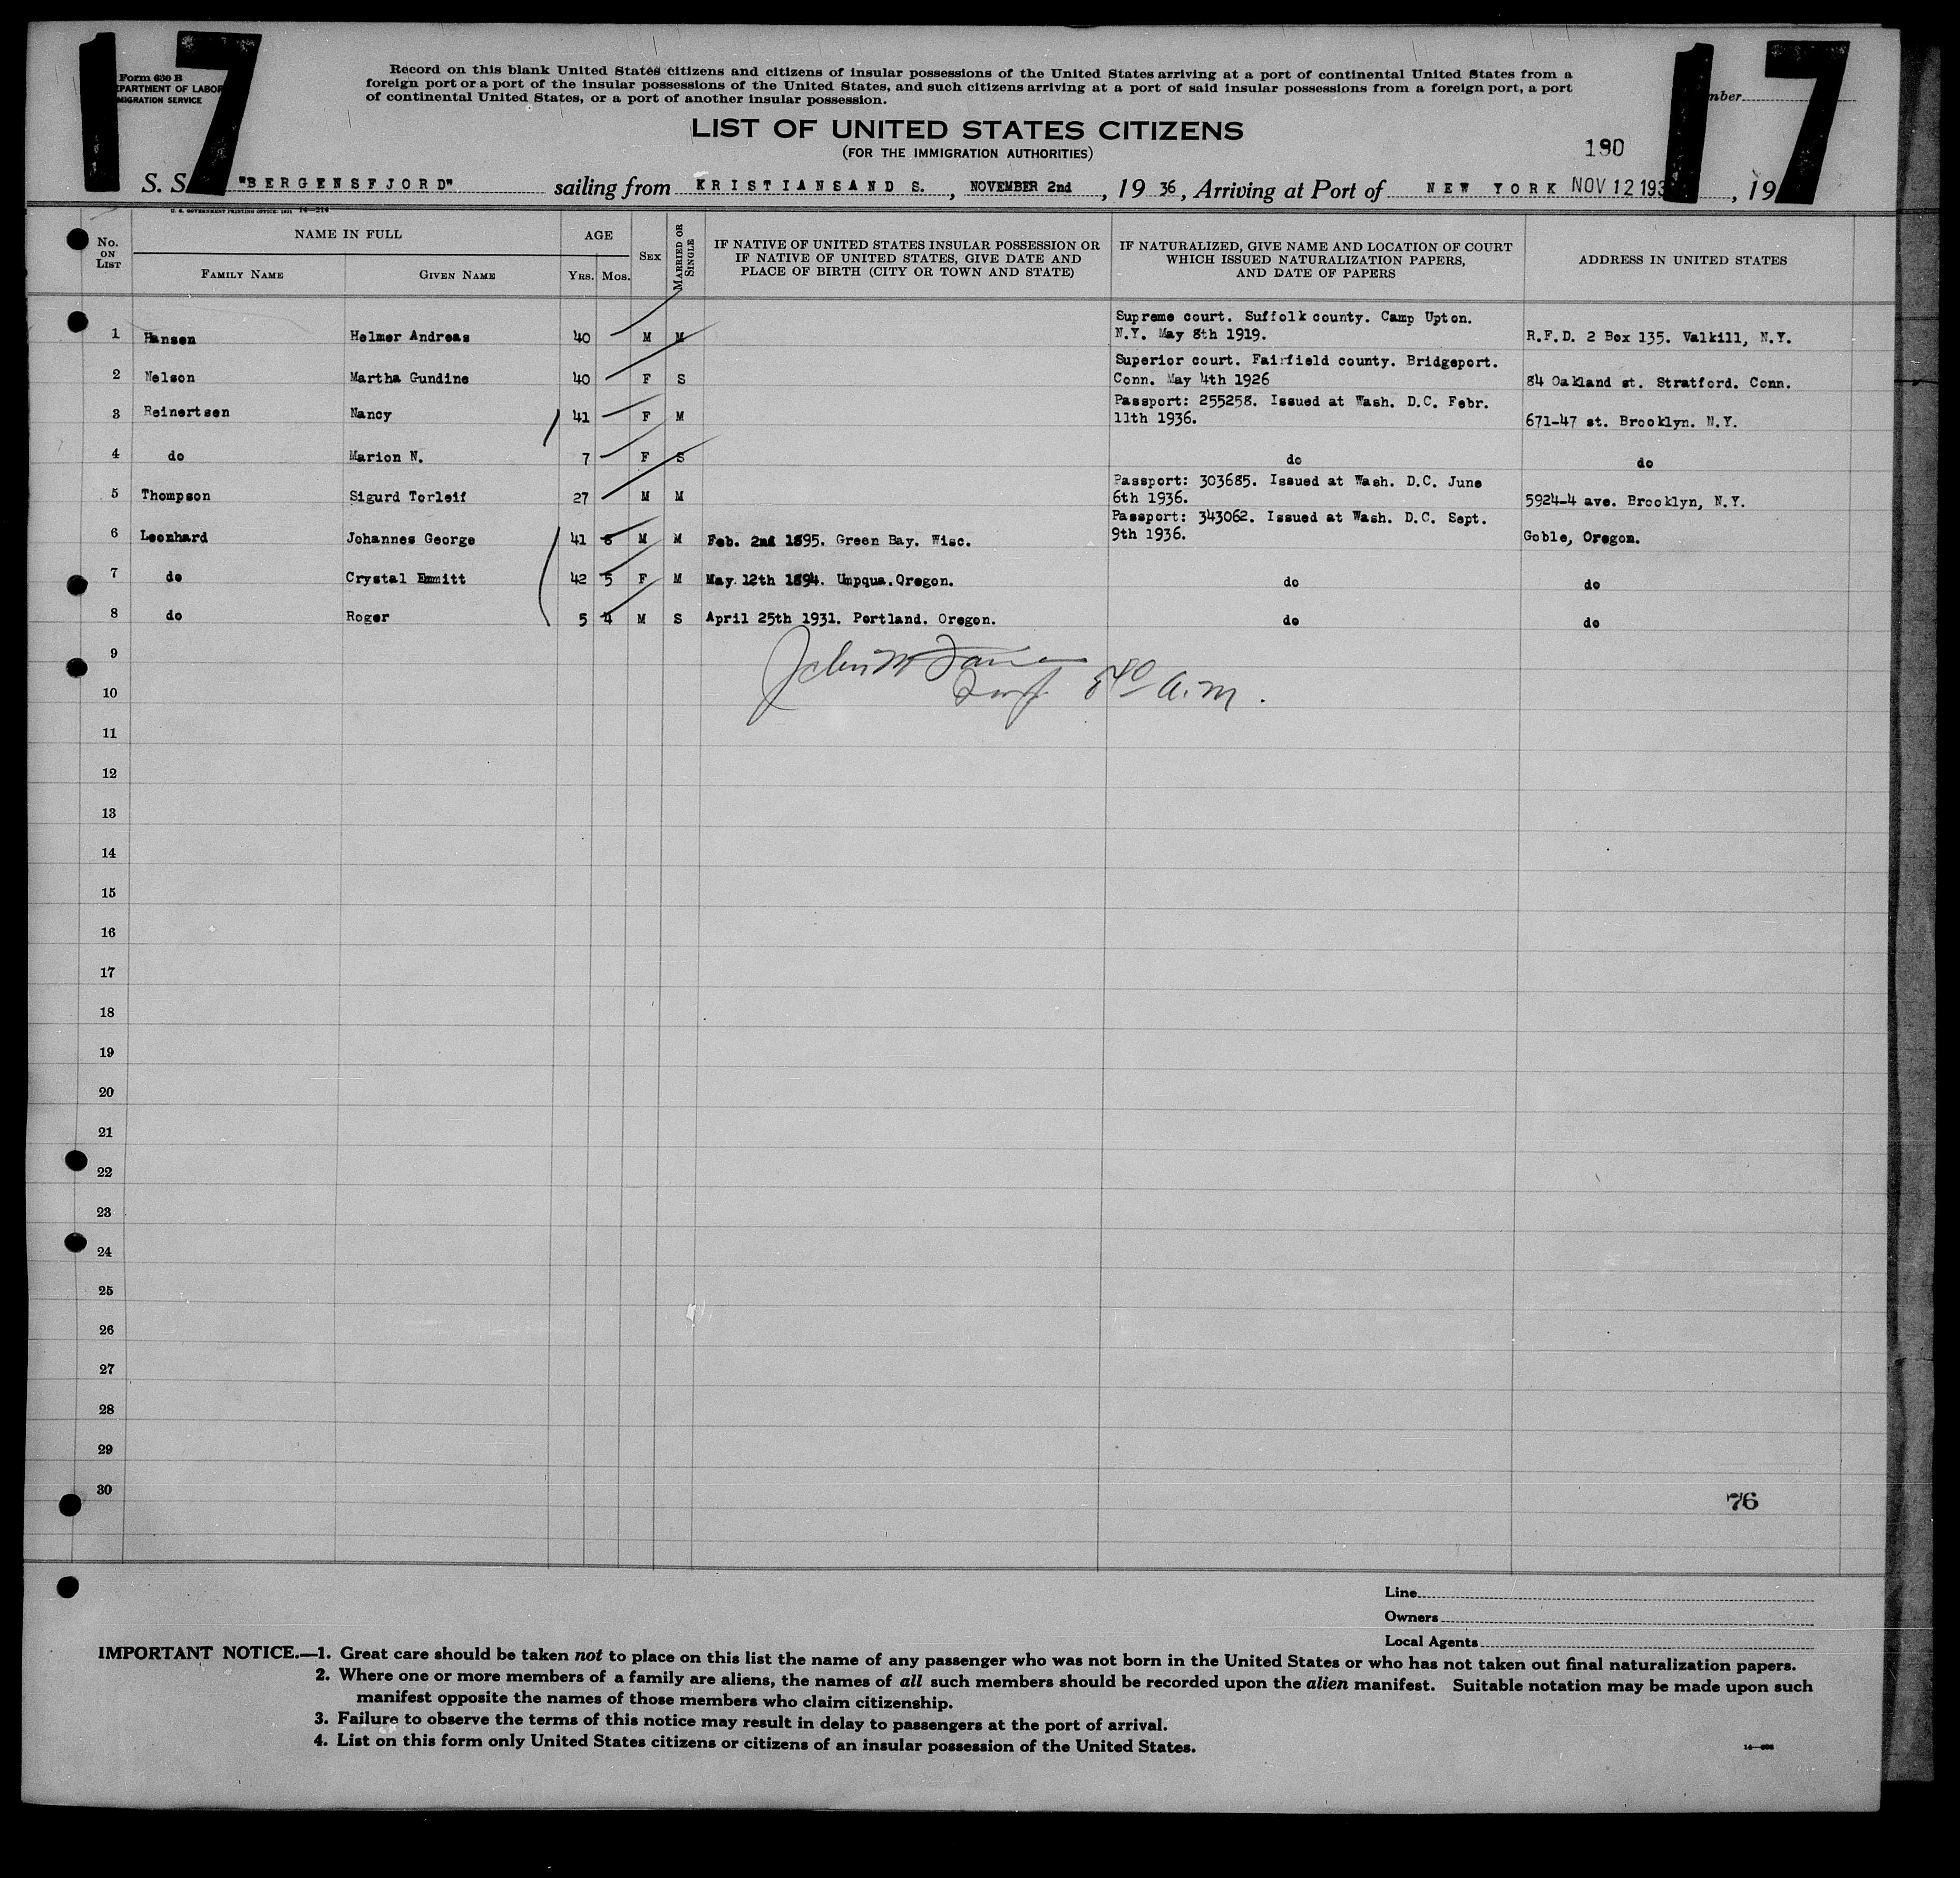 17 17
Form 630 B
DEPARTMENT OF LABOR
IMMIGRATION SERVICE
Record on this blank United States citizens and citizens of insular possessions of the United States arriving at a port of continental United States from a
foreign port or a port of the insular possessions of the United States, and such citizens arriving at a port of said insular possessions from a foreign port, a port
of continental United States, or a port of another insular possession.
LIST OF UNITED STATES CITIZENS
(FOR THE IMMIGRATION AUTHORITIES)
190
S. S. "BERGENSFJORD" sailing from KRISTIANSAND S., NOVEMBER 2nd, 19 36, Arriving at Port of NEW YORK NOV 12 193 , 19
U. S. GOVERNMENT PRINTING OFFICE: 1931 14-214
No. ON LIST
NAME IN FULL
FAMILY NAME
GIVEN NAME
AGE
YRS. MOS.
SEX
MARRIED OR SINGLE
IF NATIVE OF UNITED STATES INSULAR POSSESSION OR
IF NATIVE OF UNITED STATES, GIVE DATE AND
PLACE OF BIRTH (CITY OR TOWN AND STATE)
IF NATURALIZED, GIVE NAME AND LOCATION OF COURT
WHICH ISSUED NATURALIZATION PAPERS,
AND DATE OF PAPERS
ADDRESS IN UNITED STATES
1 Hansen Helmer Andreas 40 M M Supreme court. Suffolk county. Camp Upton.
N.Y. May 8th 1919. R.F.D. 2 Box 135. Valkill, N.Y.
2 Nelson Martha Gundine 40 F S Superior court. Fairfield county. Bridgeport.
Conn. May 4th 1926 84 Oakland st. Stratford. Conn.
3 Reinertsen Nancy 41 F M Passport: 255258. Issued at Wash. D.C. Febr.
11th 1936. 671-47 st. Brooklyn. N.Y.
4 do Marion N. 7 F S do do
5 Thompson Sigurd Torleif 27 M M Passport: 303685. Issued at Wash. D.C. June
6th 1936. 5924-4 ave. Brooklyn, N.Y.
6 Leonhard Johannes George 41 8 M M Feb. 2nd 1895. Green Bay. Wisc. Passport: 343062. Issued at Wash. D.C. Sept.
9th 1936. Goble, Oregon.
7 do Crystal Emmitt 42 5 F M May 12th 1894. Umpqua. Oregon. do do
8 do Roger 5 4 M S April 25th 1931. Portland. Oregon. do do
9
10
John M
8 40 A.M.
11
12
13
14
15
16
17
18
19
20
21
22
23
24
25
26
27
28
29
30
76
Line
Owners
Local Agents
IMPORTANT NOTICE.—1. Great care should be taken not to place on this list the name of any passenger who was not born in the United States or who has not taken out final naturalization papers.
2. Where one or more members of a family are aliens, the names of all such members should be recorded upon the alien manifest. Suitable notation may be made upon such
manifest opposite the names of those members who claim citizenship.
3. Failure to observe the terms of this notice may result in delay to passengers at the port of arrival.
4. List on this form only United States citizens or citizens of an insular possession of the United States.